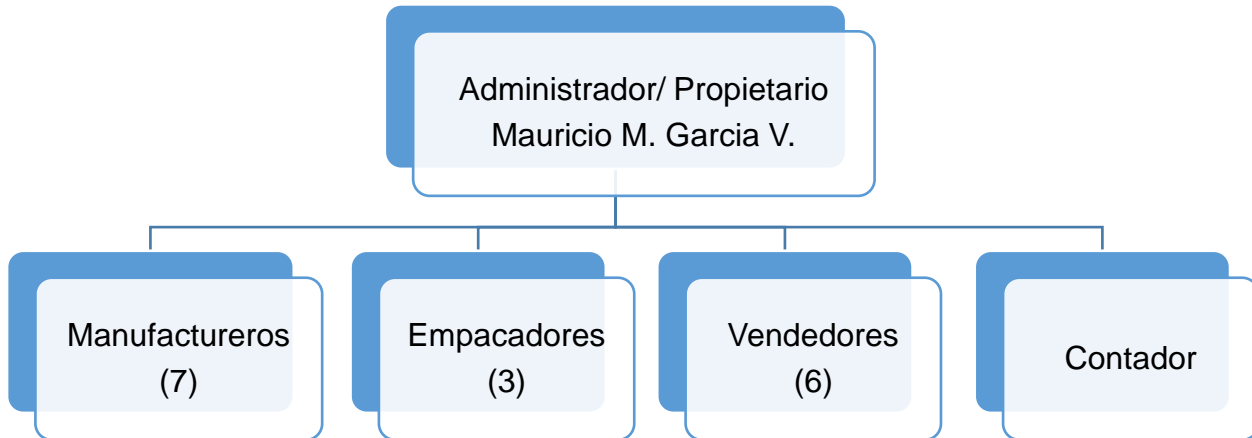 Administrador/ Propietario
Mauricio M. Garcia V.
Manufactureros
(7)
Empacadores
(3)
Vendedores
(6)
Contador